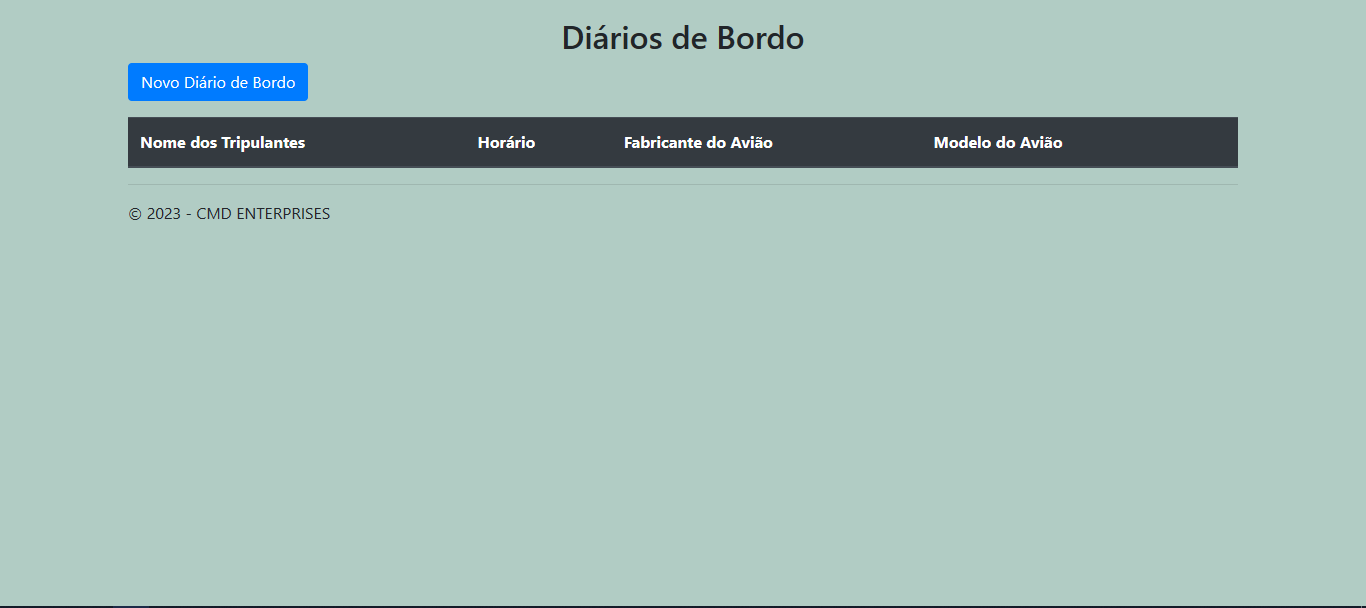 Diários de Bordo
Novo Diário de Bordo
Nome dos Tripulantes Horário Fabricante do Avião Modelo do Avião
© 2023 - CMD ENTERPRISES